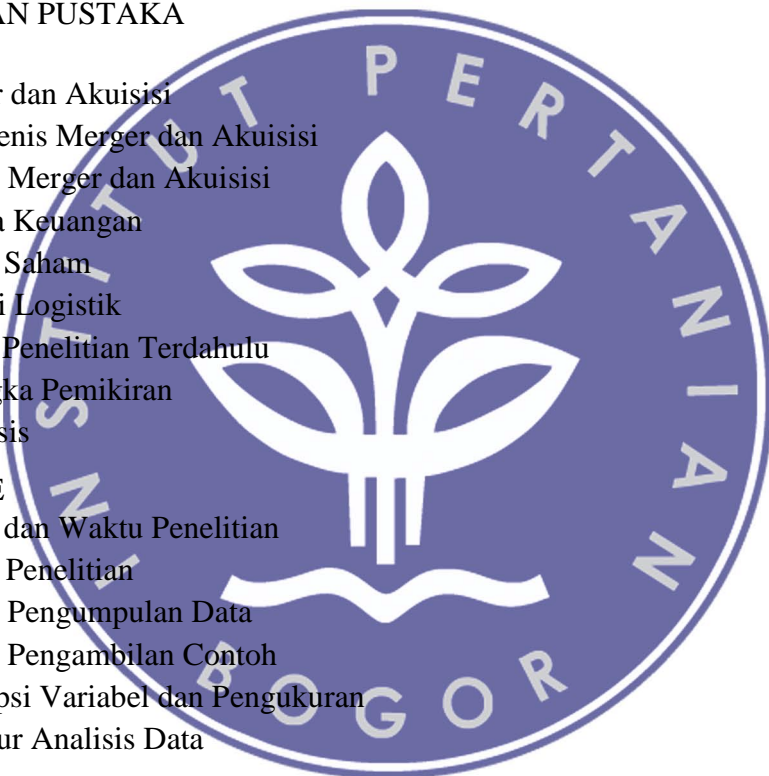 AN PUSTAKA
r dan Akuisisi
enis Merger dan Akuisisi
Merger dan Akuisisi
a Keuangan
Saham
i Logistik
Penelitian Terdahulu
gka Pemikiran
sis
E
dan Waktu Penelitian
Penelitian
Pengumpulan Data
Pengambilan Contoh
psi Variabel dan Pengukuran
ur Analisis Data
INSTITUT PERTANIAN
BOGOR